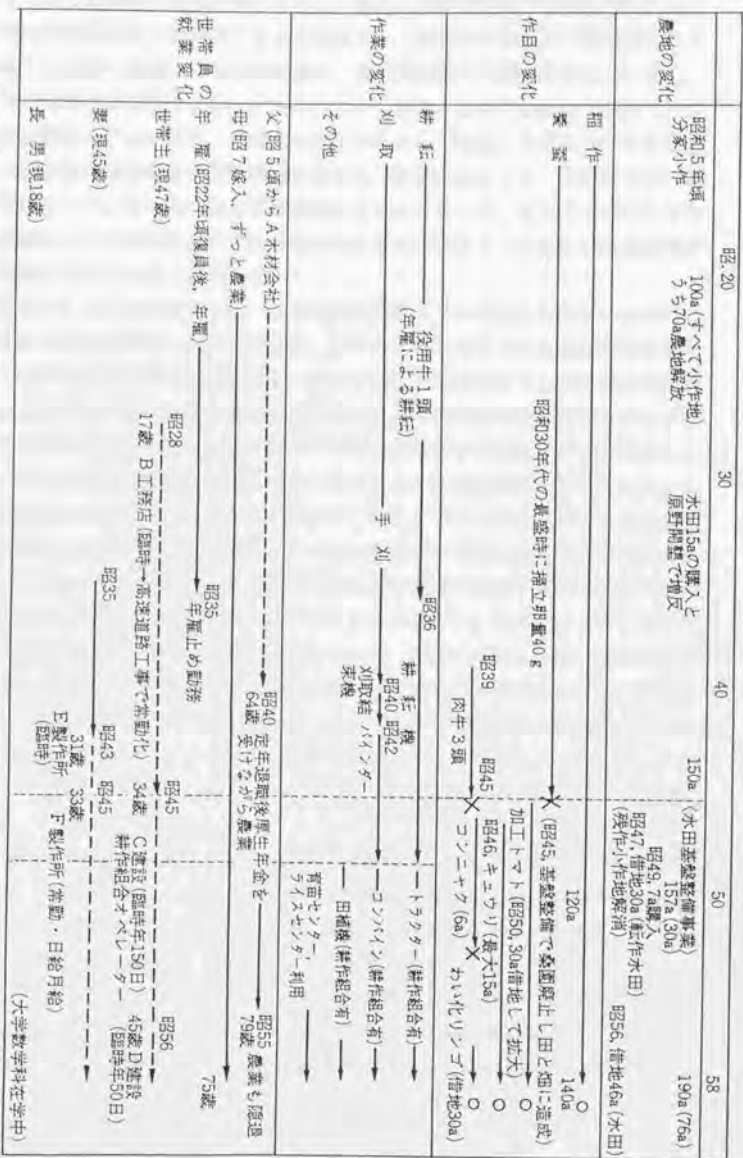 昭.20
30
40
50
58
農地の変化
昭和5年頃
分家小作
100a(すべて小作地)
うち70a農地解放
水田15aの購入と
原野開墾で増反
150a
(水田基盤整備事業)
昭49, 7a購入
157a (30a)
昭47, 借地30a(転作水田)
(残作小作地解消)
昭56, 借地46a(水田)
190a (76a)
作目の変化
稲作
120a
140a
養蚕
昭和30年代の最盛時に掃立卵量40g
(昭45, 基盤整備で桑園廃止し田と畑に造成)
加工トマト(昭50, 30a借地して拡大)
昭46, キュウリ(最大15a)
昭39
肉牛3頭
昭45
コンニャク(6a)
わい化リンゴ(借地30a)
作業の変化
耕転
役用牛1頭
(年雇による耕転)
昭36
耕転機
トラクター(耕作組合有)
刈取
手刈
昭40
刈取結束機
昭42
バインダー
コンバイン(耕作組合有)
その他
田植機(耕作組合有)
育苗センター,
ライスセンター利用
世帯員の就業変化
父(昭5頃からA木材会社)
昭40
64歳
定年退職後厚生年金を
受けながら農業
昭55
79歳
農業も隠退
母(昭7嫁入, ずっと農業)
75歳
年雇(昭22年頃復員後, 年雇)
昭35
年雇止め勤務
世帯主(現47歳)
昭28
17歳 B工務店(臨時→高速道路工事で常勤化)
昭45
34歳 C建設(臨時年150日)
耕作組合オペレーター
昭56
45歳D建設
(臨時年50日)
妻(現45歳)
昭35
昭43
31歳
E製作所
(臨時)
昭45
33歳
F製作所(常勤・日給月給)
長男(現18歳)
(大学数学科在学中)